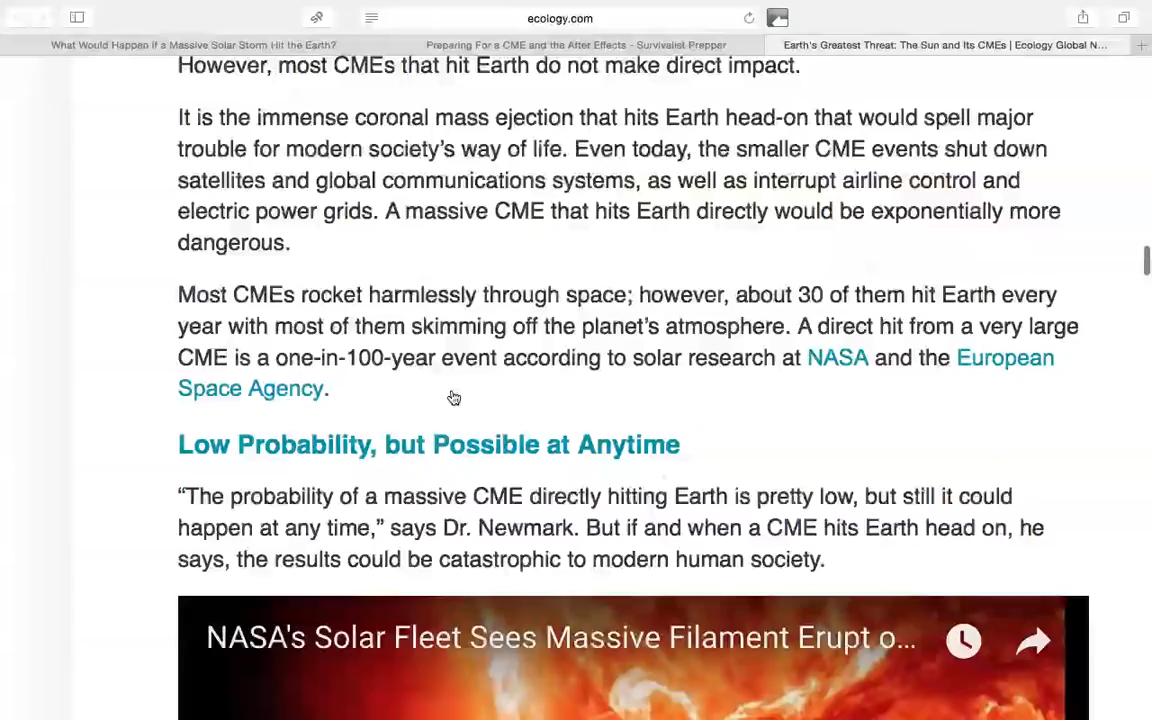 ecology.com
What Would Happen if a Massive Solar Storm Hit the Earth?
Preparing For a CME and the After Effects - Survivalist Prepper
Earth's Greatest Threat: The Sun and Its CMEs | Ecology Global N...
However, most CMEs that hit Earth do not make direct impact.
It is the immense coronal mass ejection that hits Earth head-on that would spell major
trouble for modern society's way of life. Even today, the smaller CME events shut down
satellites and global communications systems, as well as interrupt airline control and
electric power grids. A massive CME that hits Earth directly would be exponentially more
dangerous.
Most CMEs rocket harmlessly through space; however, about 30 of them hit Earth every
year with most of them skimming off the planet's atmosphere. A direct hit from a very large
CME is a one-in-100-year event according to solar research at NASA and the European
Space Agency.
Low Probability, but Possible at Anytime
“The probability of a massive CME directly hitting Earth is pretty low, but still it could
happen at any time,” says Dr. Newmark. But if and when a CME hits Earth head on, he
says, the results could be catastrophic to modern human society.
NASA's Solar Fleet Sees Massive Filament Erupt o...